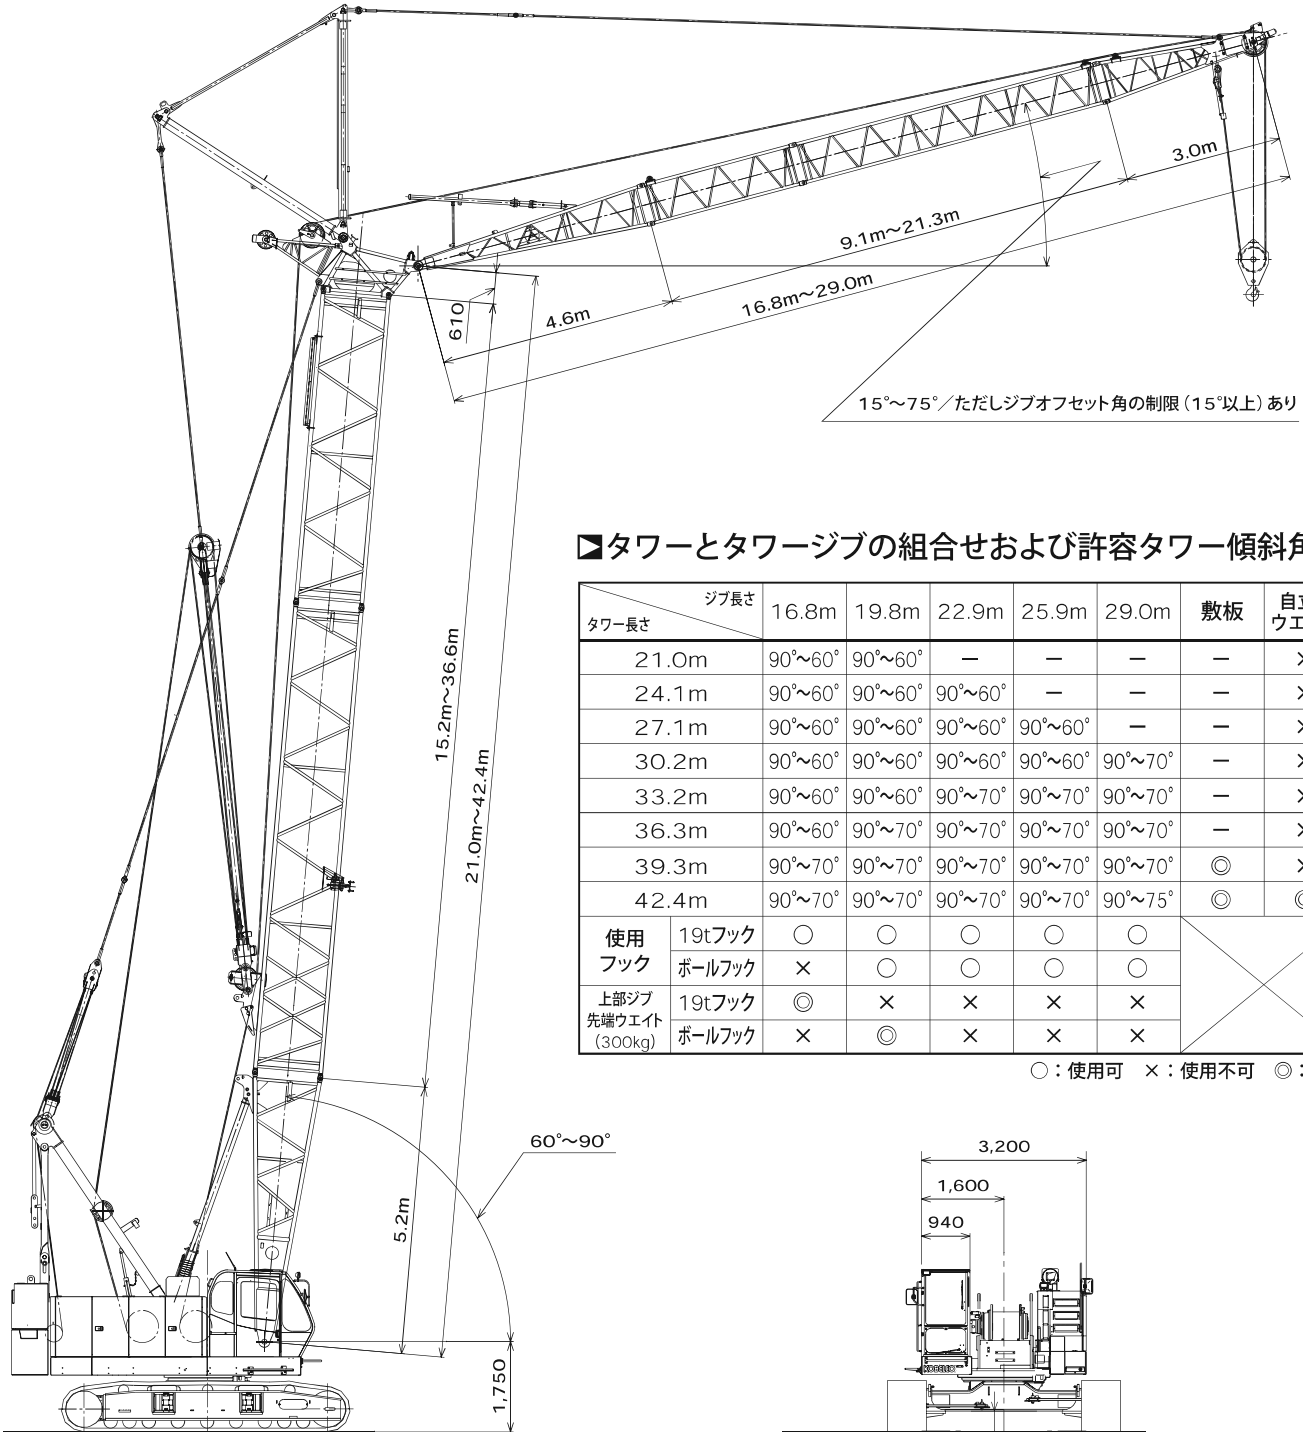 3.0m
9.1m～21.3m
16.8m～29.0m
4.6m
610
15°～75°／ただしジブオフセット角の制限（15°以上）あり
▶タワーとタワージブの組合せおよび許容タワー傾斜角
ジブ長さ
タワー長さ
16.8m 19.8m 22.9m 25.9m 29.0m 敷板 自立 ウエ
21.0m 90°～60° 90°～60° － － － － ×
24.1m 90°～60° 90°～60° 90°～60° － － － ×
27.1m 90°～60° 90°～60° 90°～60° 90°～60° － － ×
30.2m 90°～60° 90°～60° 90°～60° 90°～60° 90°～70° － ×
33.2m 90°～60° 90°～60° 90°～70° 90°～70° 90°～70° － ×
36.3m 90°～60° 90°～70° 90°～70° 90°～70° 90°～70° － ×
39.3m 90°～70° 90°～70° 90°～70° 90°～70° 90°～70° ◎ ×
42.4m 90°～70° 90°～70° 90°～70° 90°～70° 90°～75° ◎ ◎
使用
フック
19tフック ○ ○ ○ ○ ○
ボールフック × ○ ○ ○ ○
上部ジブ
先端ウエイト
（300kg）
19tフック ◎ × × × ×
ボールフック × ◎ × × ×
○：使用可 ×：使用不可 ◎：
15.2m～36.6m
21.0m～42.4m
60°～90°
5.2m
1,750
3,200
1,600
940
KOBELCO